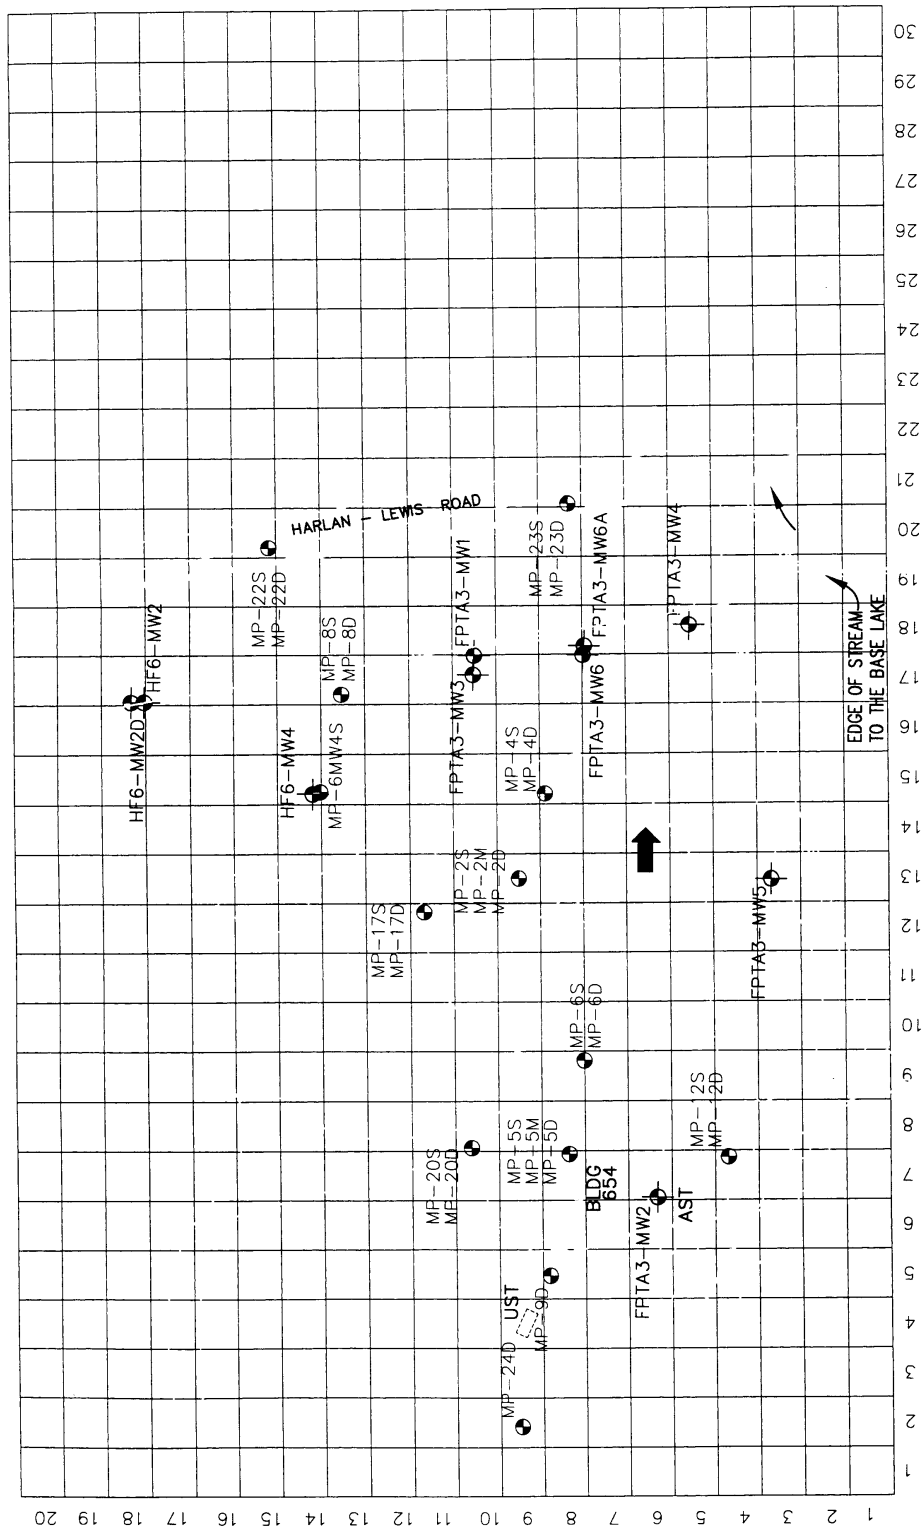 20
19
18
17
16
15
14
13
12
11
10
9
8
7
6
5
4
3
2
1
1
2
3
4
5
6
7
8
9
10
11
12
13
14
15
16
17
18
19
20
21
22
23
24
25
26
27
28
29
30
HF6-MW2D
HF6-MW2
MP-22S
MP-22D
HARLAN - LEWIS ROAD
HF6-MW4
MP-6MW4S
MP-8S
MP-8D
FPTA3-MW3
FPTA3-MW1
MP-23S
MP-23D
FPTA3-MW6
FPTA3-MW6A
FPTA3-MW4
MP-4S
MP-4D
EDGE OF STREAM
TO THE BASE LAKE
MP-17S
MP-17D
MP-2S
MP-2M
MP-2D
FPTA3-MW5
MP-6S
MP-6D
MP-20S
MP-20D
MP-5S
MP-5M
MP-5D
MP-12S
MP-12D
BLDG
654
FPTA3-MW2
AST
UST
MP-9D
MP-24D